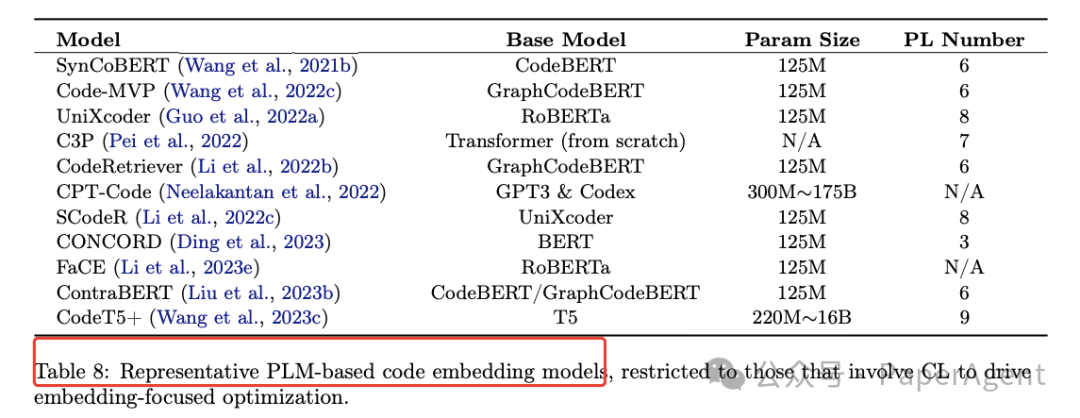 Model Base Model Param Size PL Number
SynCoBERT (Wang et al., 2021b) CodeBERT 125M 6
Code-MVP (Wang et al., 2022c) GraphCodeBERT 125M 6
UniXcoder (Guo et al., 2022a) RoBERTa 125M 8
C3P (Pei et al., 2022) Transformer (from scratch) N/A 7
CodeRetriever (Li et al., 2022b) GraphCodeBERT 125M 6
CPT-Code (Neelakantan et al., 2022) GPT3 & Codex 300M~175B N/A
SCodeR (Li et al., 2022c) UniXcoder 125M 8
CONCORD (Ding et al., 2023) BERT 125M 3
FaCE (Li et al., 2023e) RoBERTa 125M N/A
ContraBERT (Liu et al., 2023b) CodeBERT/GraphCodeBERT 125M 6
CodeT5+ (Wang et al., 2023c) T5 220M~16B 9
Table 8: Representative PLM-based code embedding models, restricted to those that involve CL to drive
embedding-focused optimization.
公众号 PaperAgent